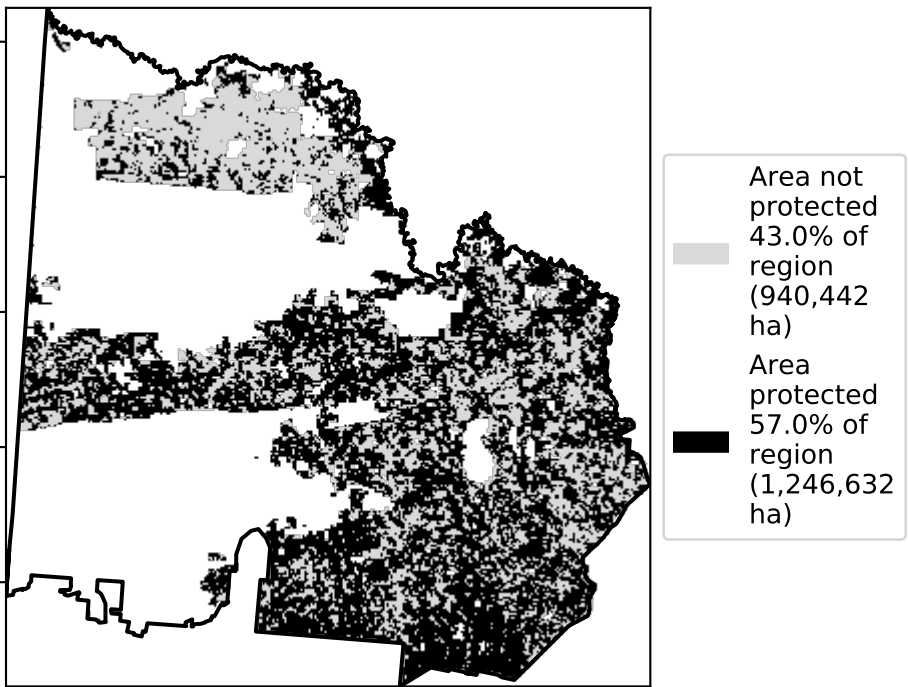 Area not
protected
43.0% of
region
(940,442
ha)
Area
protected
57.0% of
region
(1,246,632
ha)